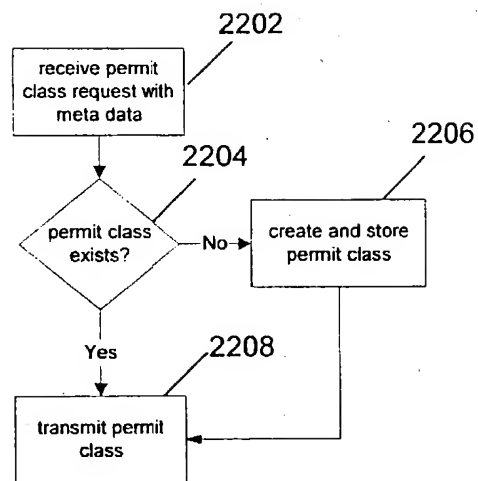 2202
receive permit
class request with
meta data
2204
2206
permit class
exists?
No
create and store
permit class
Yes
2208
transmit permit
class